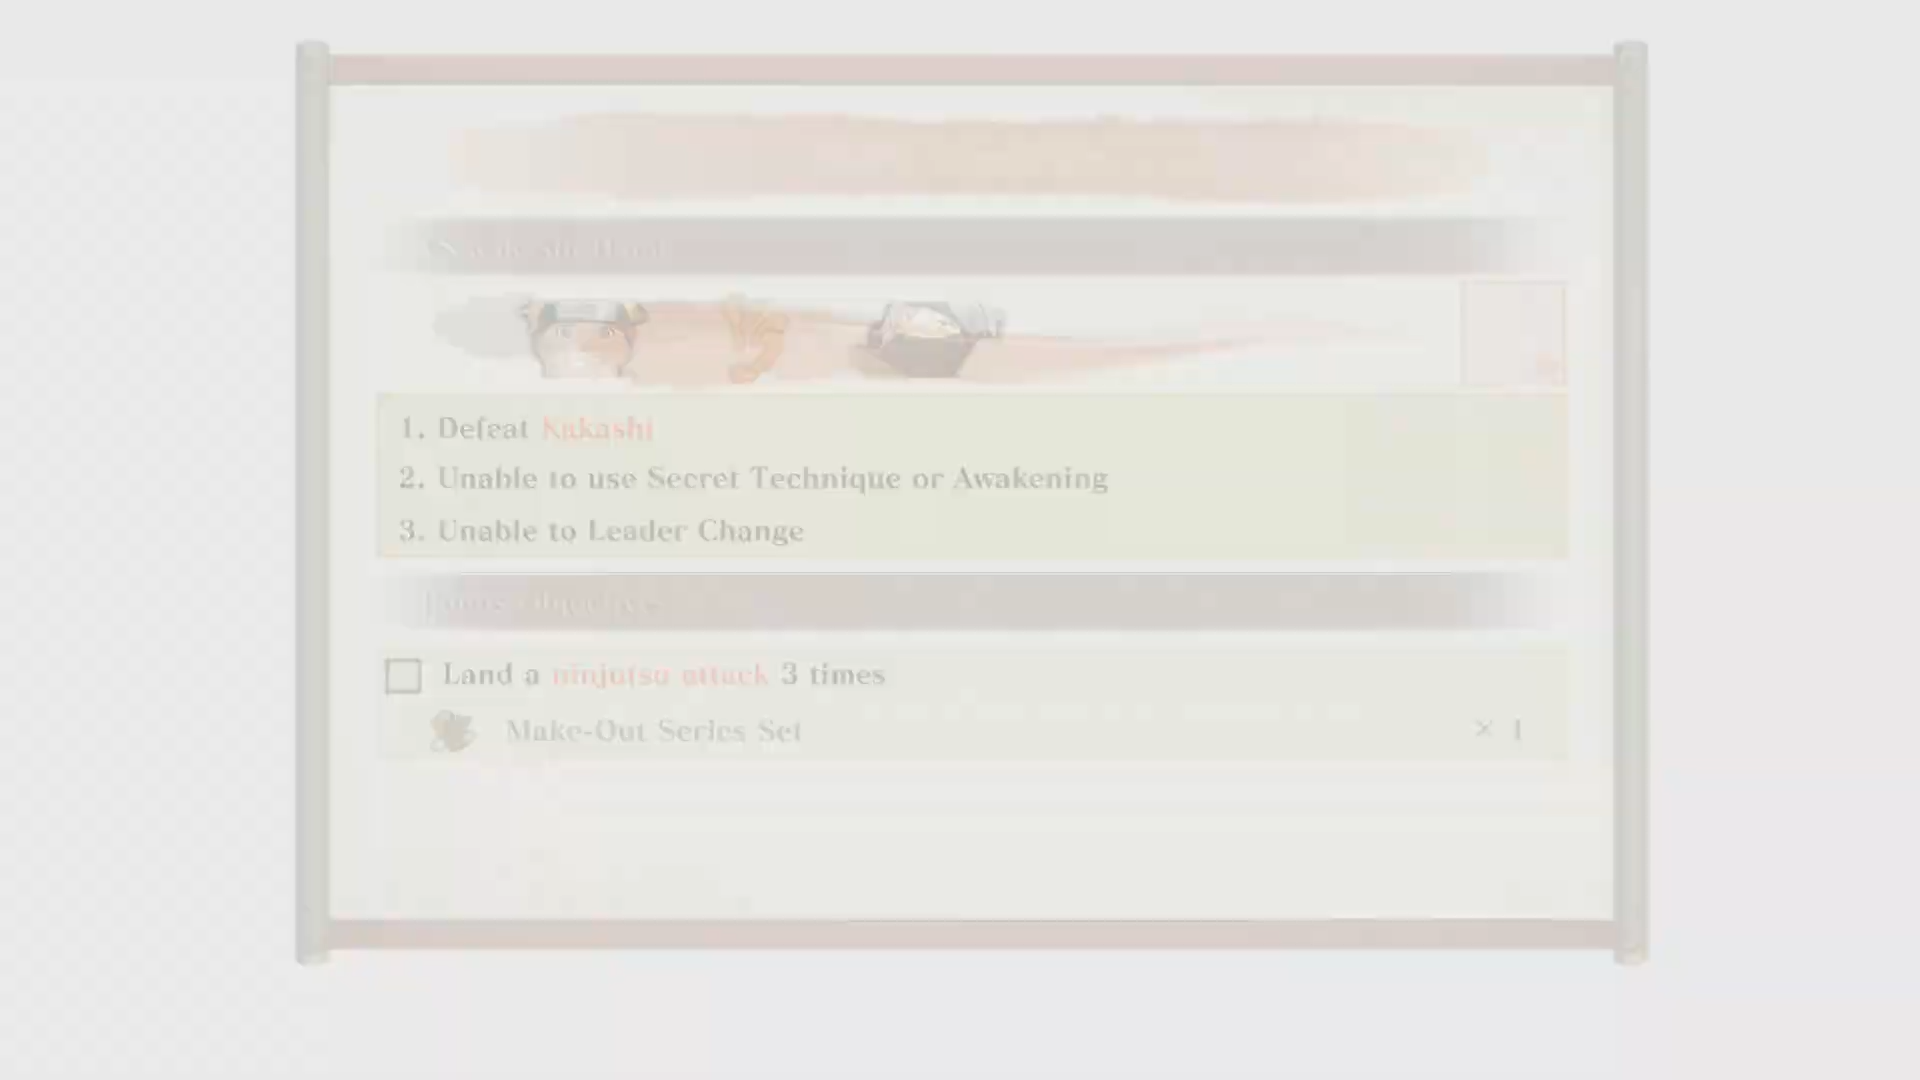 1. Defeat Kakashi
2. Unable to use Secret Technique or Awakening
3. Unable to Leader Change
Land a ninjutsu attack 3 times
Make-Out Series Set × 1